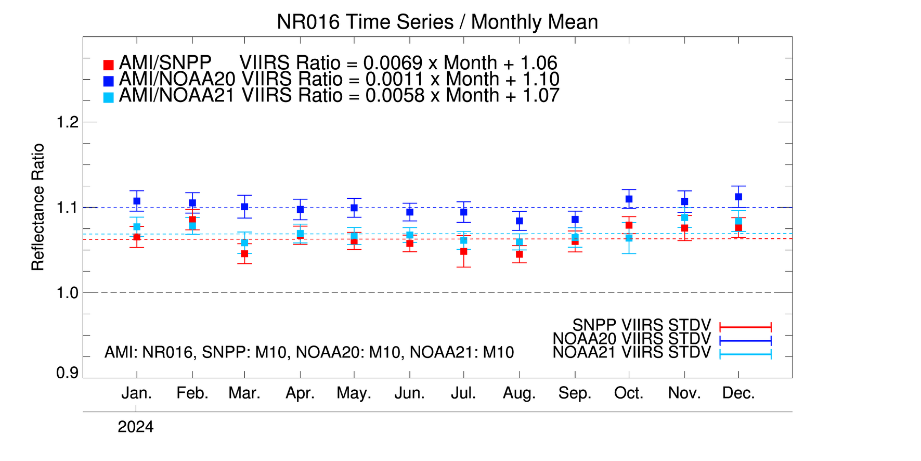 NR016 Time Series / Monthly Mean
AMI/SNPP VIIRS Ratio = 0.0069 x Month + 1.06
AMI/NOAA20 VIIRS Ratio = 0.0011 x Month + 1.10
AMI/NOAA21 VIIRS Ratio = 0.0058 x Month + 1.07
Reflectance Ratio
1.2
1.1
1.0
0.9
SNPP VIIRS STDV
NOAA20 VIIRS STDV
NOAA21 VIIRS STDV
AMI: NR016, SNPP: M10, NOAA20: M10, NOAA21: M10
Jan. Feb. Mar. Apr. May. Jun. Jul. Aug. Sep. Oct. Nov. Dec.
2024